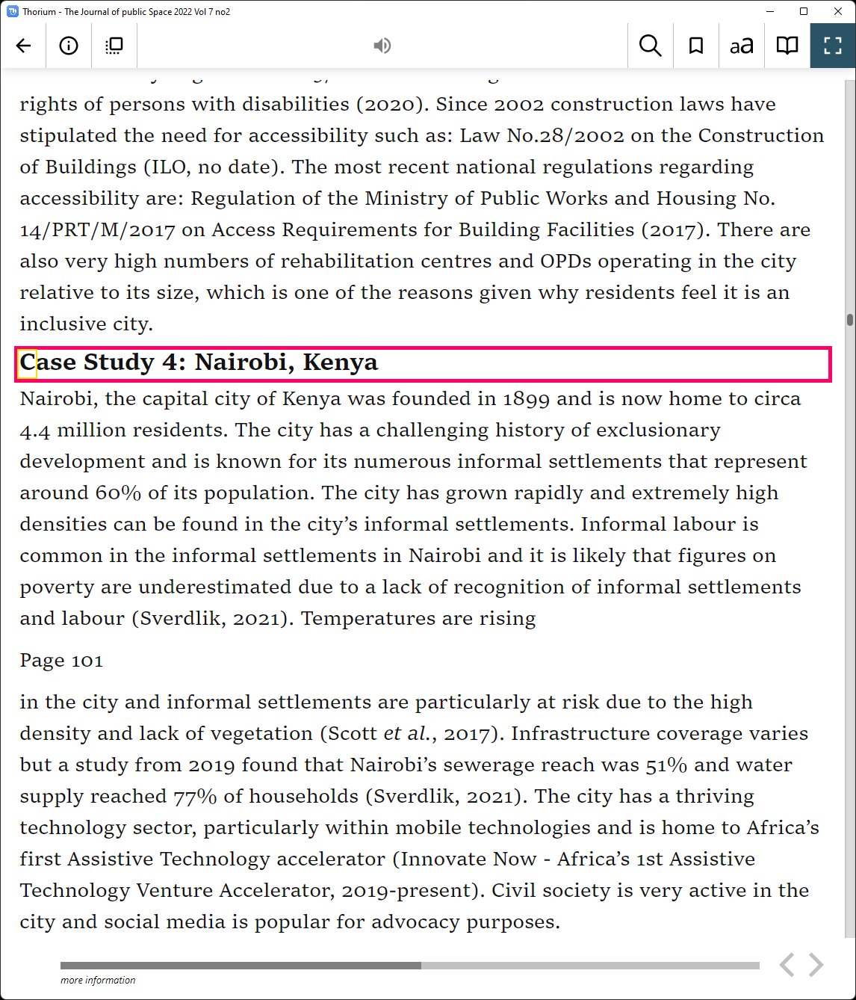 Thorium - The Journal of public Space 2022 Vol 7 no2
aa
rights of persons with disabilities (2020). Since 2002 construction laws have
stipulated the need for accessibility such as: Law No.28/2002 on the Construction
of Buildings (ILO, no date). The most recent national regulations regarding
accessibility are: Regulation of the Ministry of Public Works and Housing No.
14/PRT/M/2017 on Access Requirements for Building Facilities (2017). There are
also very high numbers of rehabilitation centres and OPDs operating in the city
relative to its size, which is one of the reasons given why residents feel it is an
inclusive city.
Case Study 4: Nairobi, Kenya
Nairobi, the capital city of Kenya was founded in 1899 and is now home to circa
4.4 million residents. The city has a challenging history of exclusionary
development and is known for its numerous informal settlements that represent
around 60% of its population. The city has grown rapidly and extremely high
densities can be found in the city’s informal settlements. Informal labour is
common in the informal settlements in Nairobi and it is likely that figures on
poverty are underestimated due to a lack of recognition of informal settlements
and labour (Sverdlik, 2021). Temperatures are rising
Page 101
in the city and informal settlements are particularly at risk due to the high
density and lack of vegetation (Scott et al., 2017). Infrastructure coverage varies
but a study from 2019 found that Nairobi’s sewerage reach was 51% and water
supply reached 77% of households (Sverdlik, 2021). The city has a thriving
technology sector, particularly within mobile technologies and is home to Africa’s
first Assistive Technology accelerator (Innovate Now - Africa’s 1st Assistive
Technology Venture Accelerator, 2019-present). Civil society is very active in the
city and social media is popular for advocacy purposes.
more information